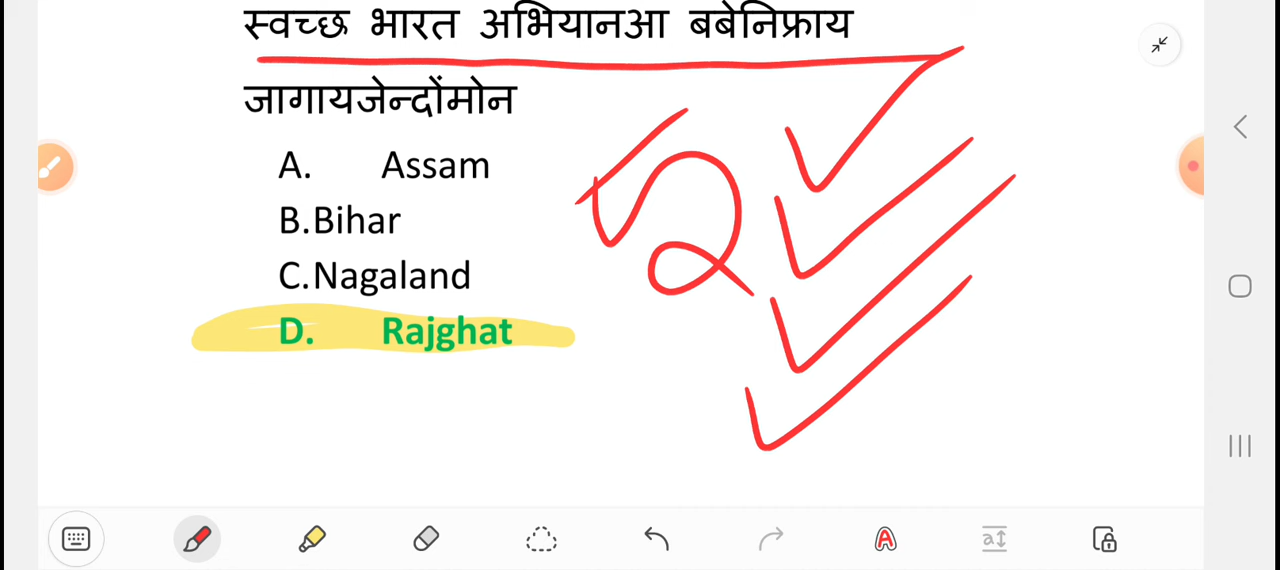 स्वच्छ भारत अभियानआ बबेनिफ्राय
जागायजेन्दोंमोन
A. Assam
B.Bihar
C.Nagaland
D. Rajghat